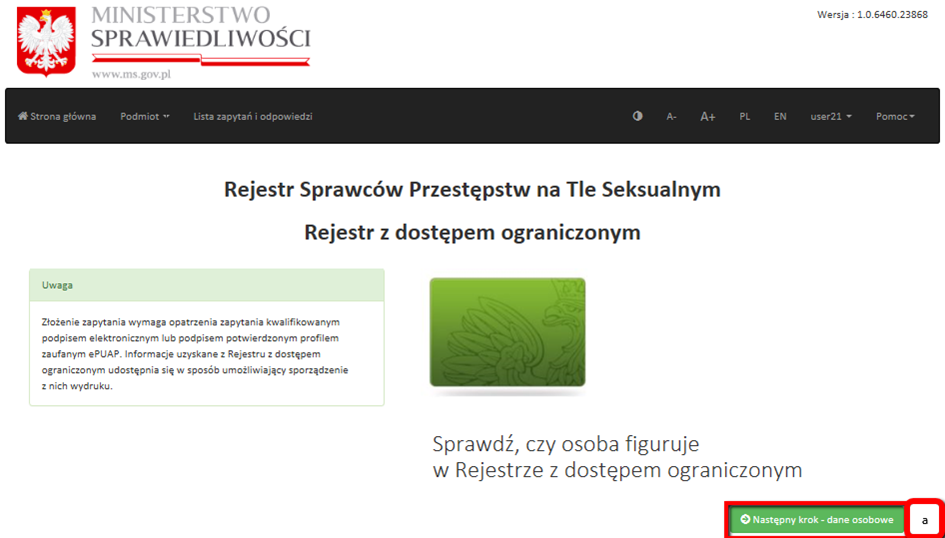 MINISTERSTWO
SPRAWIEDLIWOŚCI
www.ms.gov.pl
Wersja : 1.0.6460.23868
Strona główna Podmiot Lista zapytań i odpowiedzi A- A+ PL EN user21 Pomoc
Rejestr Sprawców Przestępstw na Tle Seksualnym
Rejestr z dostępem ograniczonym
Uwaga
Złożenie zapytania wymaga opatrzenia zapytania kwalifikowanym
podpisem elektronicznym lub podpisem potwierdzonym profilem
zaufanym ePUAP. Informacje uzyskane z Rejestru z dostępem
ograniczonym udostępnia się w sposób umożliwiający sporządzenie
z nich wydruku.
Sprawdź, czy osoba figuruje
w Rejestrze z dostępem ograniczonym
Następny krok - dane osobowe a